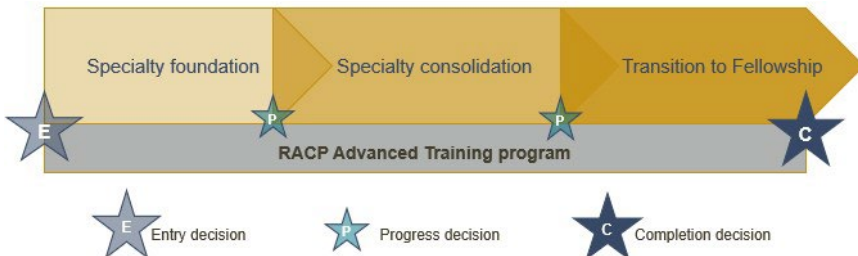 Specialty foundation
Specialty consolidation
Transition to Fellowship
E
P
P
C
RACP Advanced Training program
E Entry decision
P Progress decision
C Completion decision